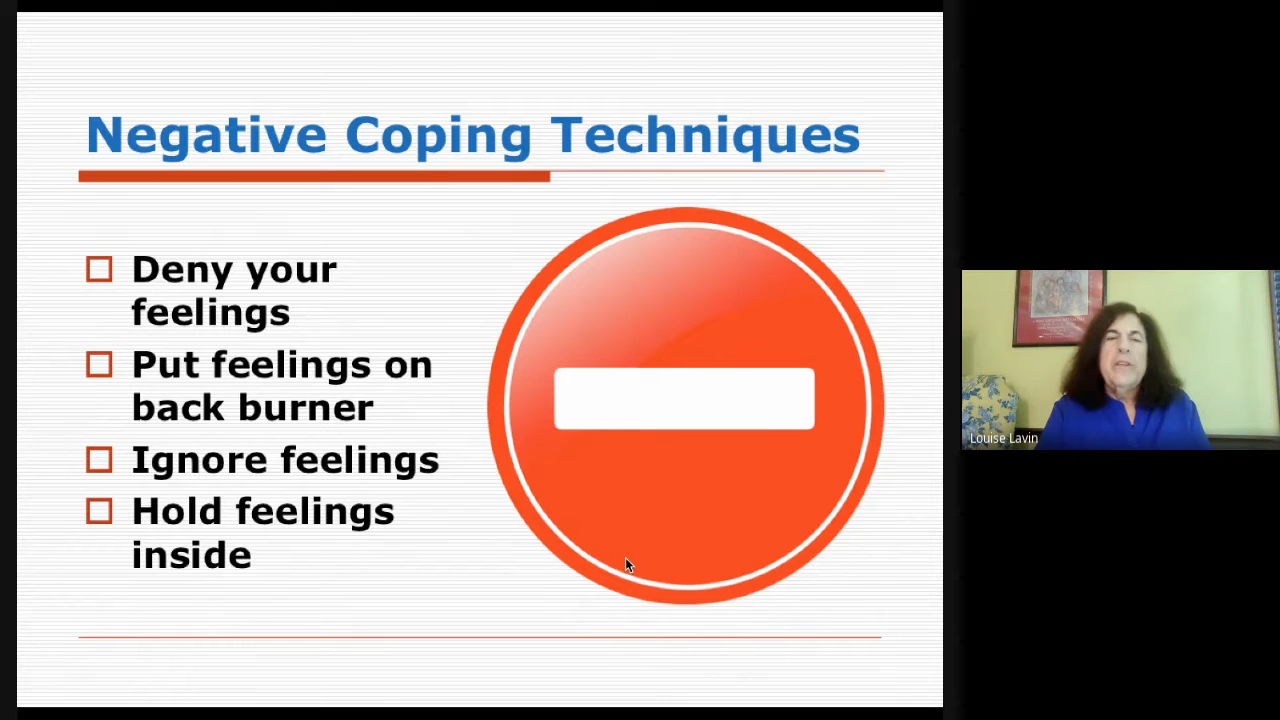 Negative Coping Techniques
Deny your
feelings
Put feelings on
back burner
Ignore feelings
Hold feelings
inside
Louise Lavin